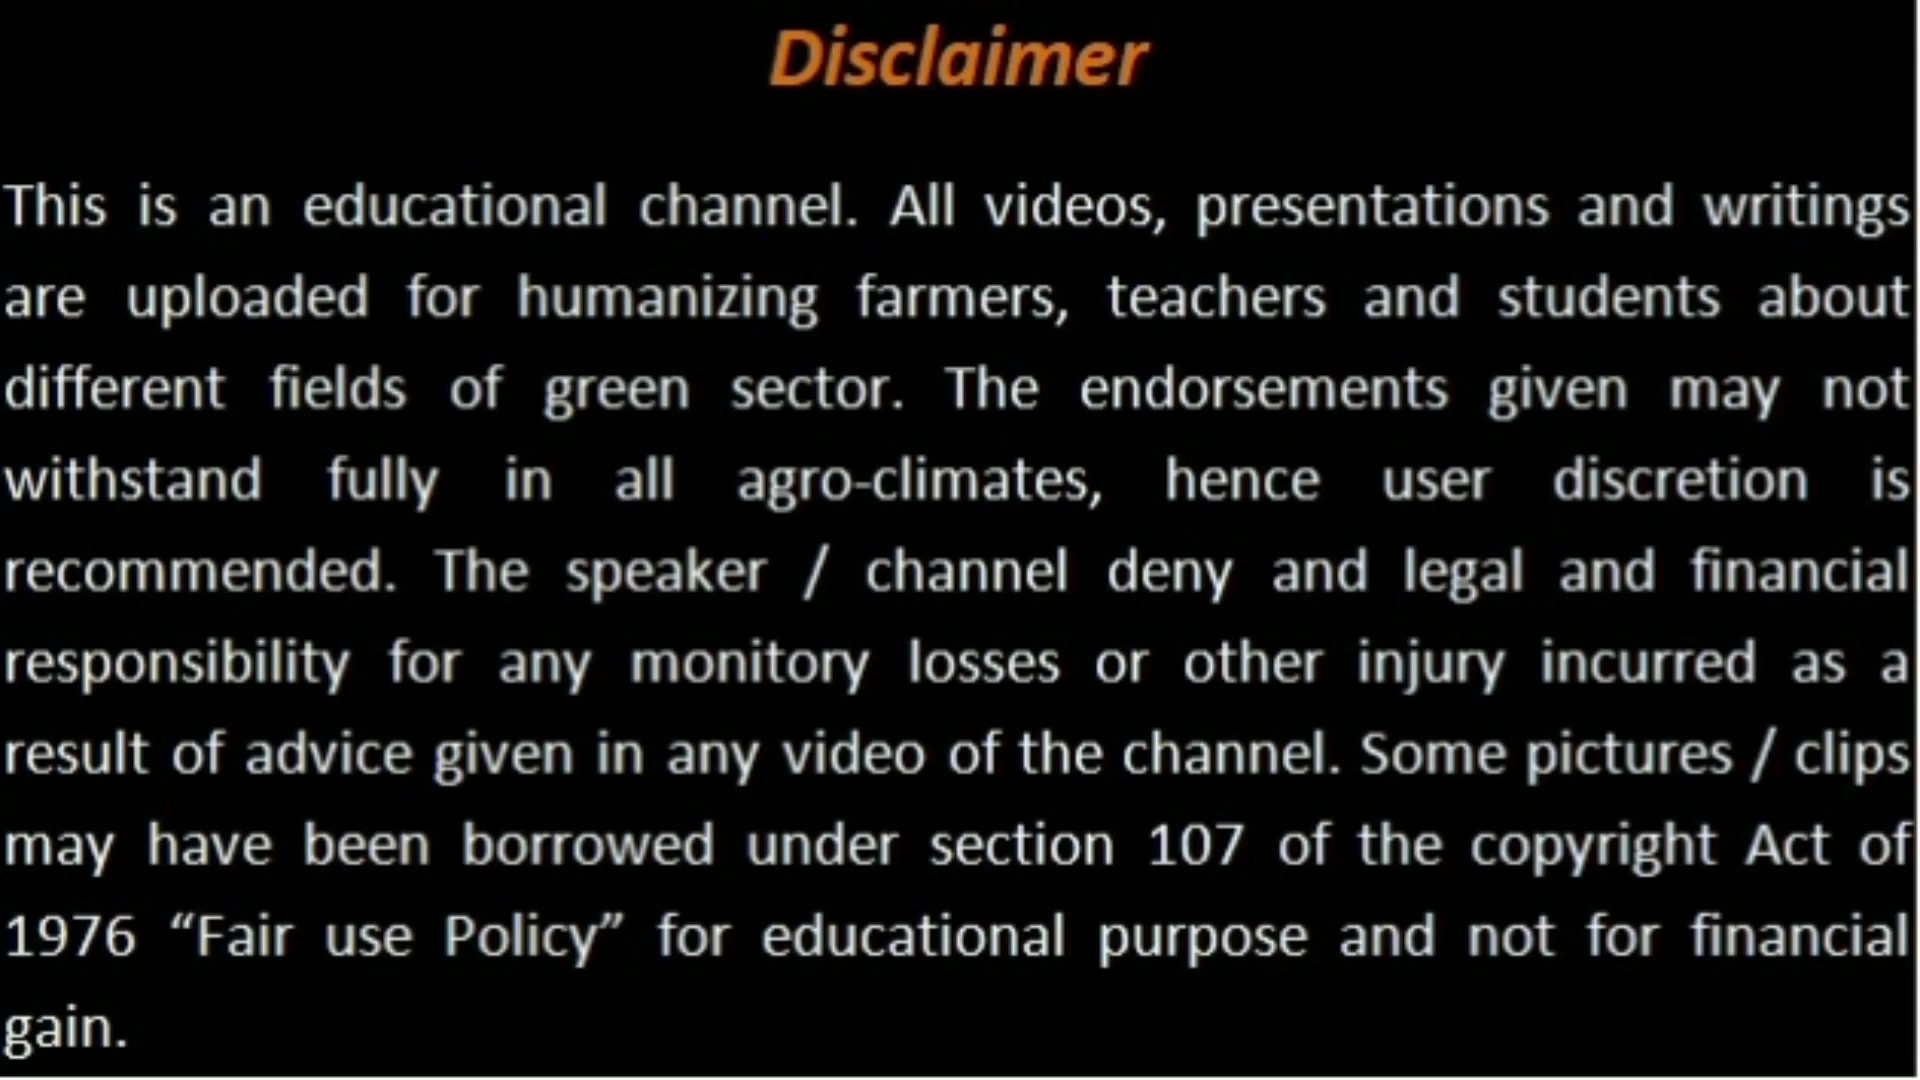 Disclaimer
This is an educational channel. All videos, presentations and writings
are uploaded for humanizing farmers, teachers and students about
different fields of green sector. The endorsements given may not
withstand fully in all agro-climates, hence user discretion is
recommended. The speaker / channel deny and legal and financial
responsibility for any monitory losses or other injury incurred as a
result of advice given in any video of the channel. Some pictures / clips
may have been borrowed under section 107 of the copyright Act of
1976 “Fair use Policy” for educational purpose and not for financial
gain.